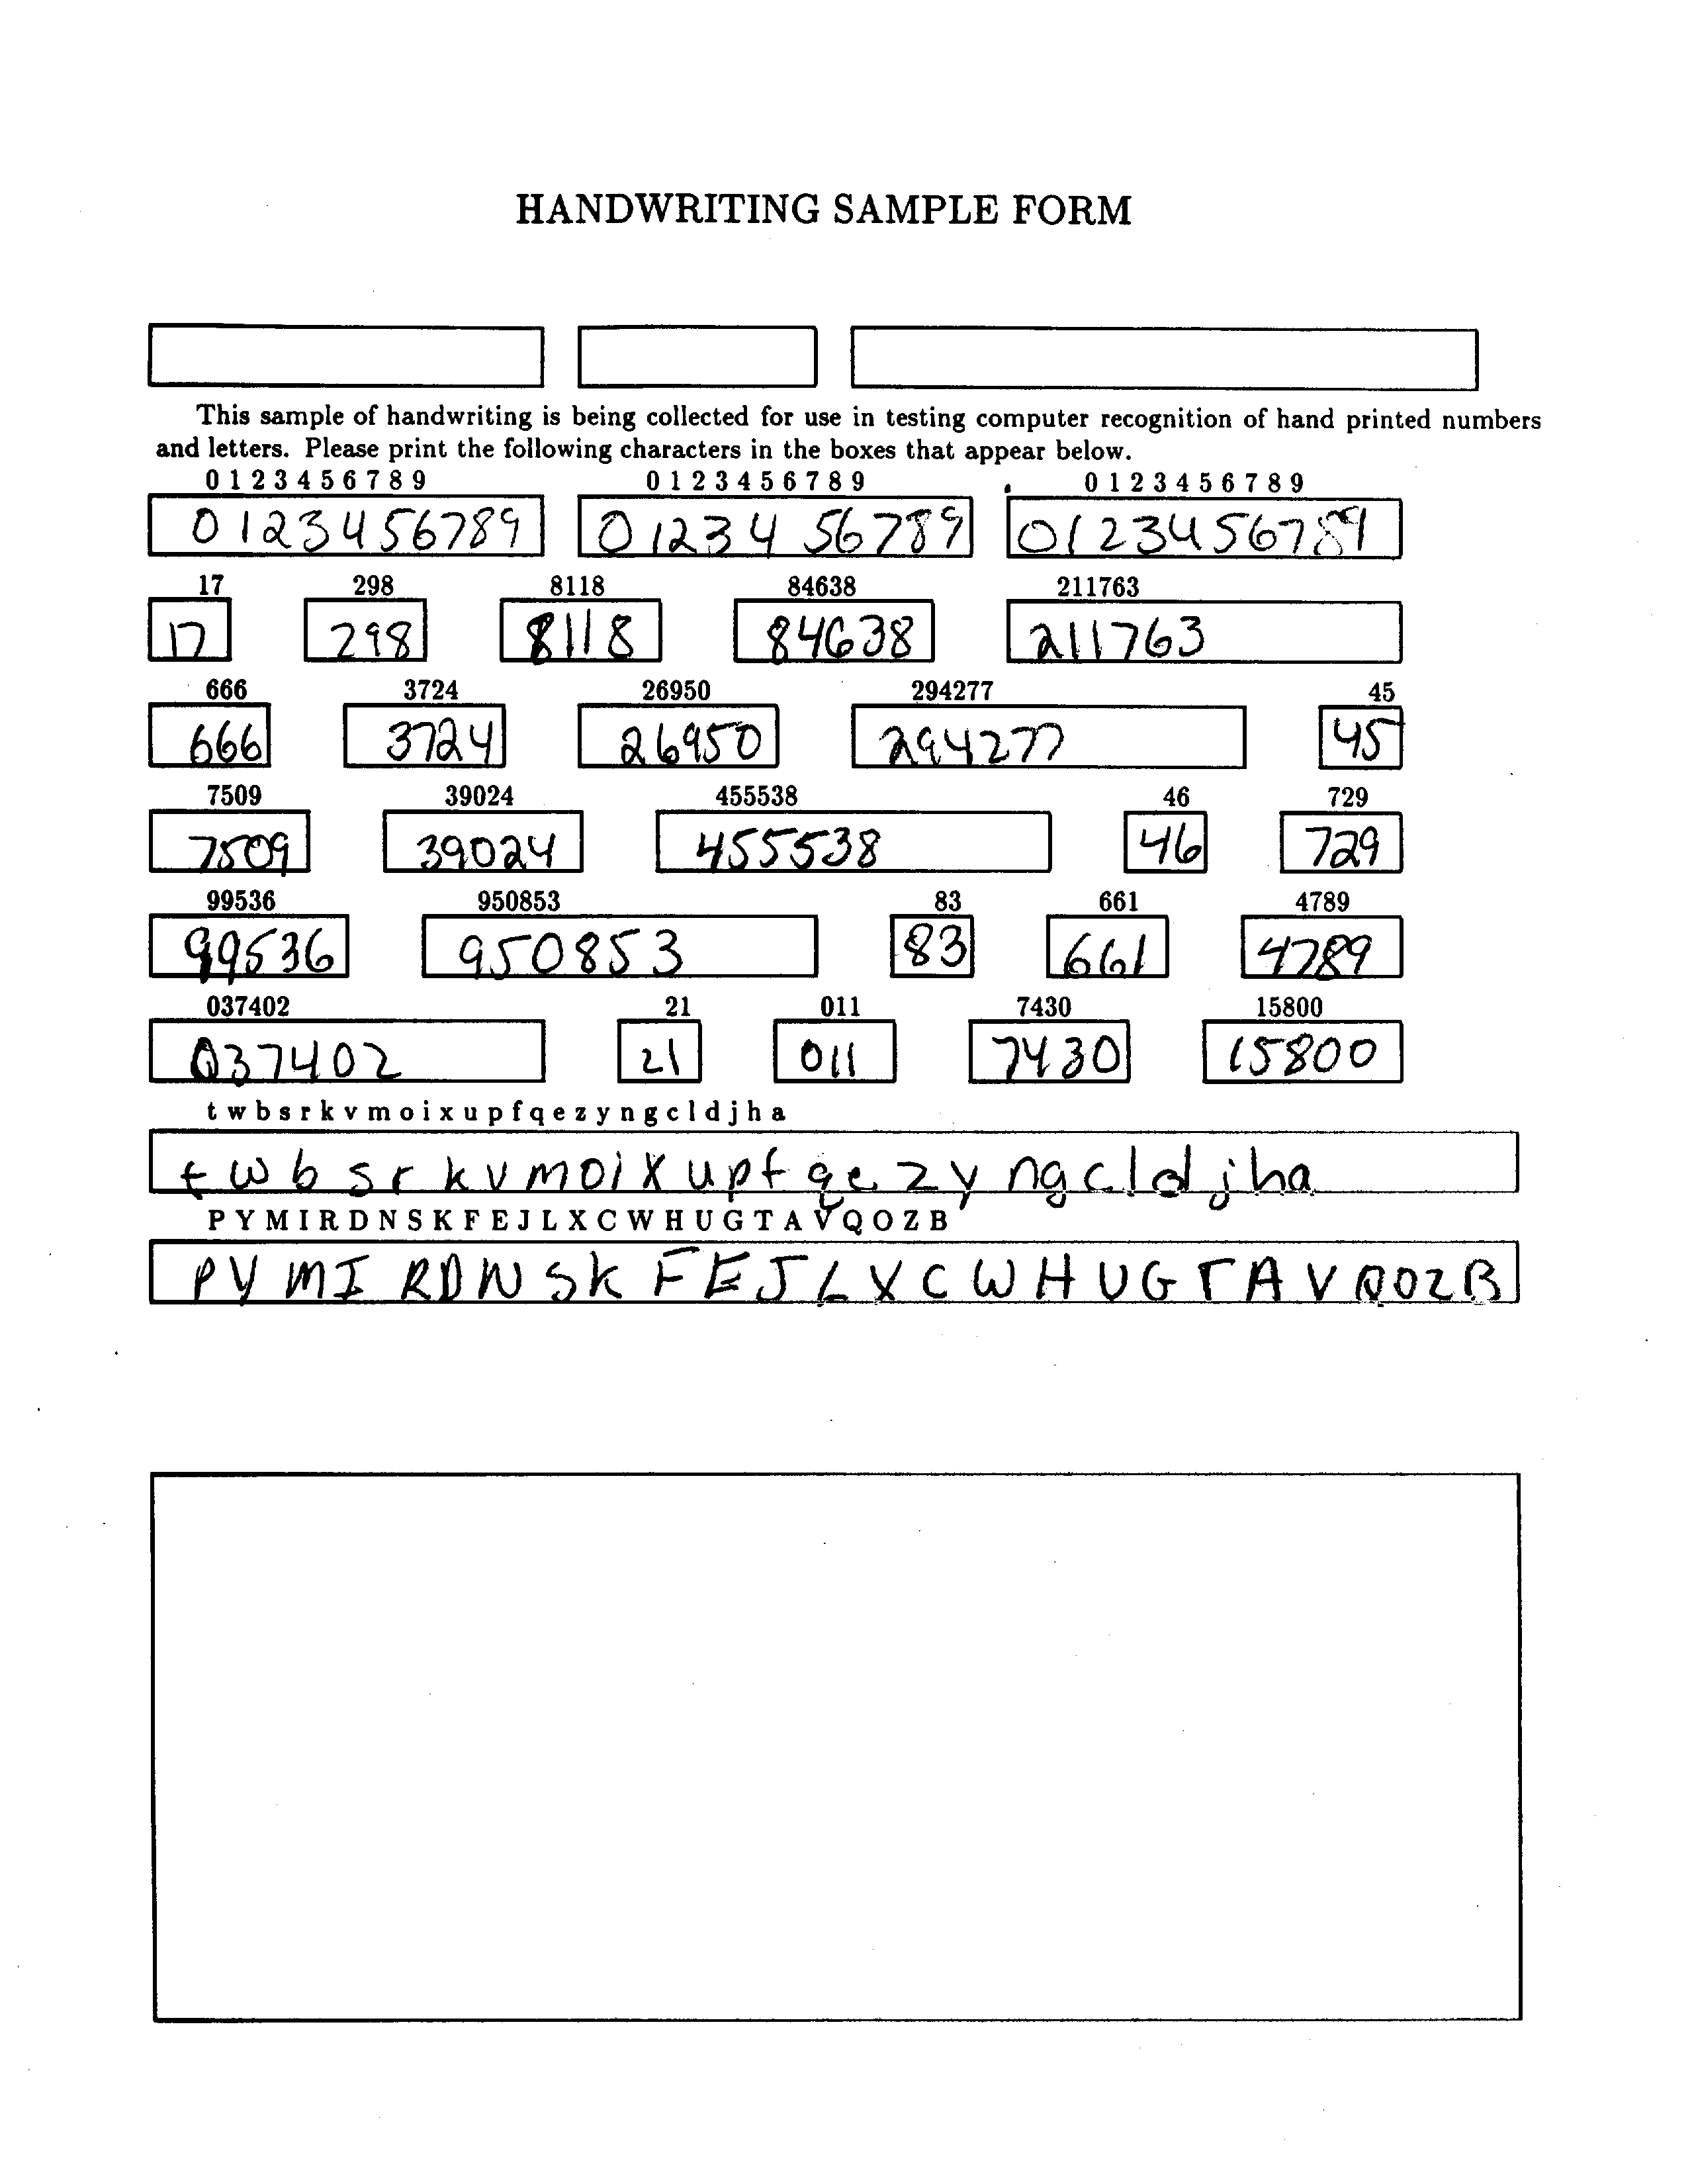 HANDWRITING SAMPLE FORM
This sample of handwriting is being collected for use in testing computer recognition of hand printed numbers
and letters. Please print the following characters in the boxes that appear below.
0 1 2 3 4 5 6 7 8 9 0 1 2 3 4 5 6 7 8 9 0 1 2 3 4 5 6 7 8 9
0123456789 0123456789 0123456789
17 298 8118 84638 211763
17 298 8118 84638 211763
666 3724 26950 294277 45
666 3724 26950 294277 45
7509 39024 455538 46 729
7509 39024 455538 46 729
99536 950853 83 661 4789
99536 950853 83 661 4789
037402 21 011 7430 15800
037402 21 011 7430 15800
t w b s r k v m o i x u p f q e z y n g c l d j h a
t w b s r k v m o i x u p f q e z y n g c l d j h a
P Y M I R D N S K F E J L X C W H U G T A V Q O Z B
P Y M I R D N S K F E J L X C W H U G T A V Q O Z B